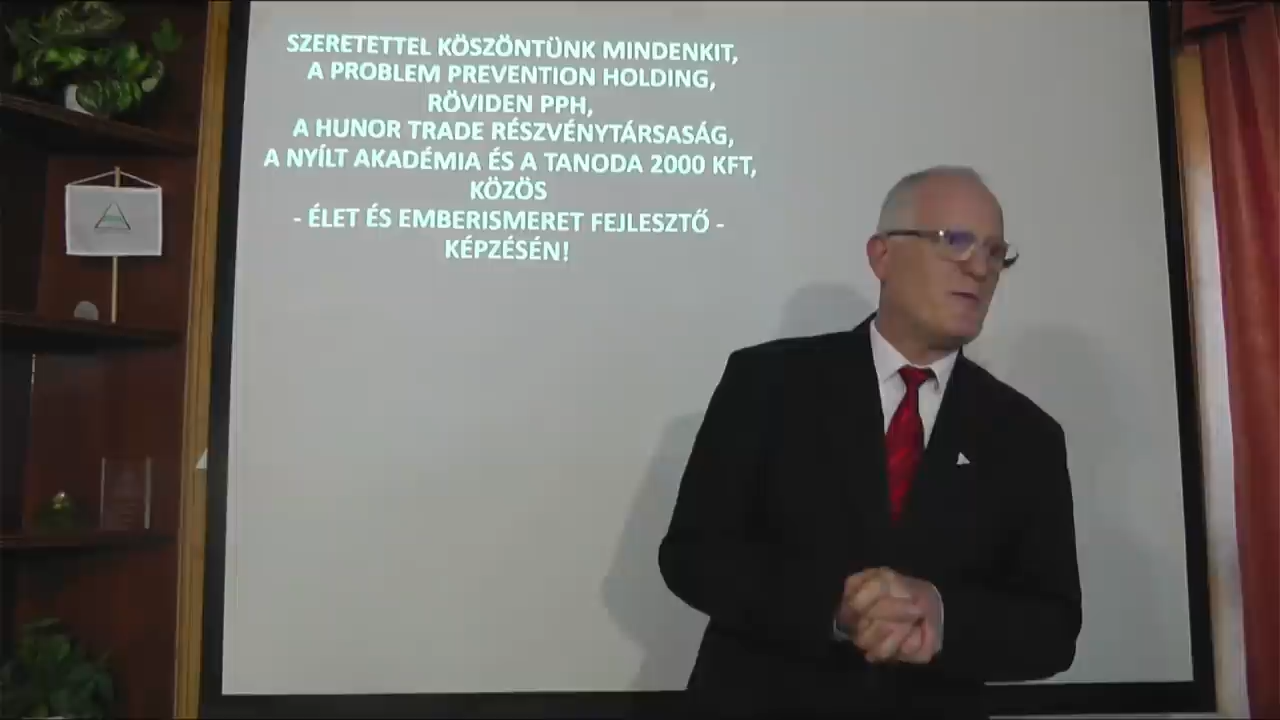 SZERETETTEL KÖSZÖNTÜNK MINDENKIT,
A PROBLEM PREVENTION HOLDING,
RÖVIDEN PPH,
A HUNOR TRADE RÉSZVÉNYTÁRSASÁG,
A NYÍLT AKADÉMIA ÉS A TANODA 2000 KFT,
KÖZÖS
- ÉLET ÉS EMBERISMERET FEJLESZTŐ -
KÉPZÉSÉN!